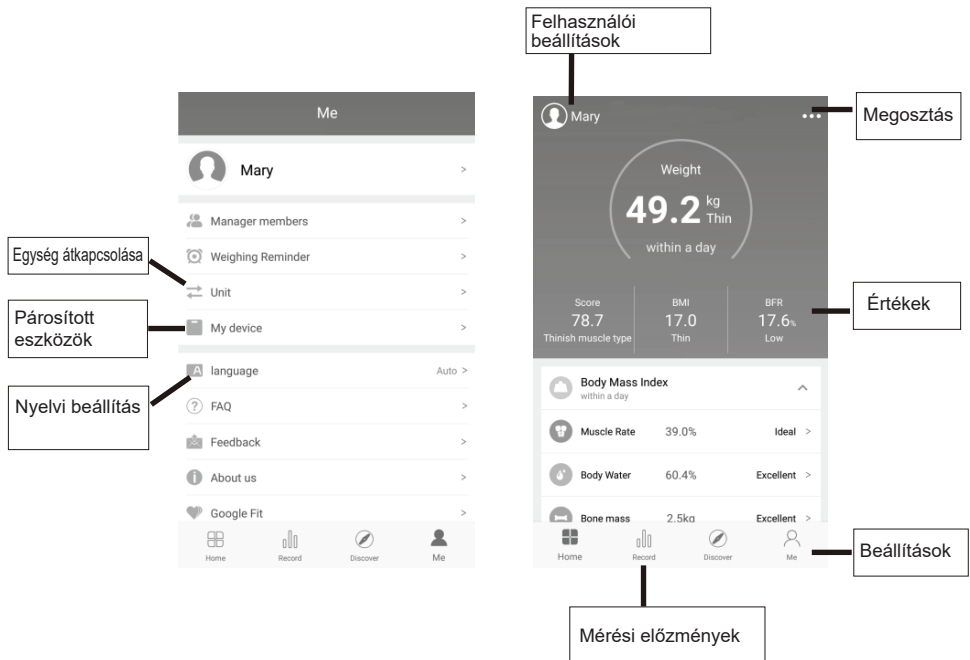 Felhasználói
beállítások
Me
Mary
Manager members
Weighing Reminder
Unit
My device
language Auto
FAQ
Feedback
About us
Google Fit
Home Record Discover Me
Egység átkapcsolása
Párosított
eszközök
Nyelvi beállítás
Mary
Megosztás
Weight
49.2 kg
Thin
within a day
Score BMI BFR
78.7 17.0 17.6%
Thinish muscle type Thin Low
Értékek
Body Mass Index
within a day
Muscle Rate 39.0% Ideal >
Body Water 60.4% Excellent >
Bone mass 2.5kg Excellent >
Home Record Discover Me
Beállítások
Mérési előzmények